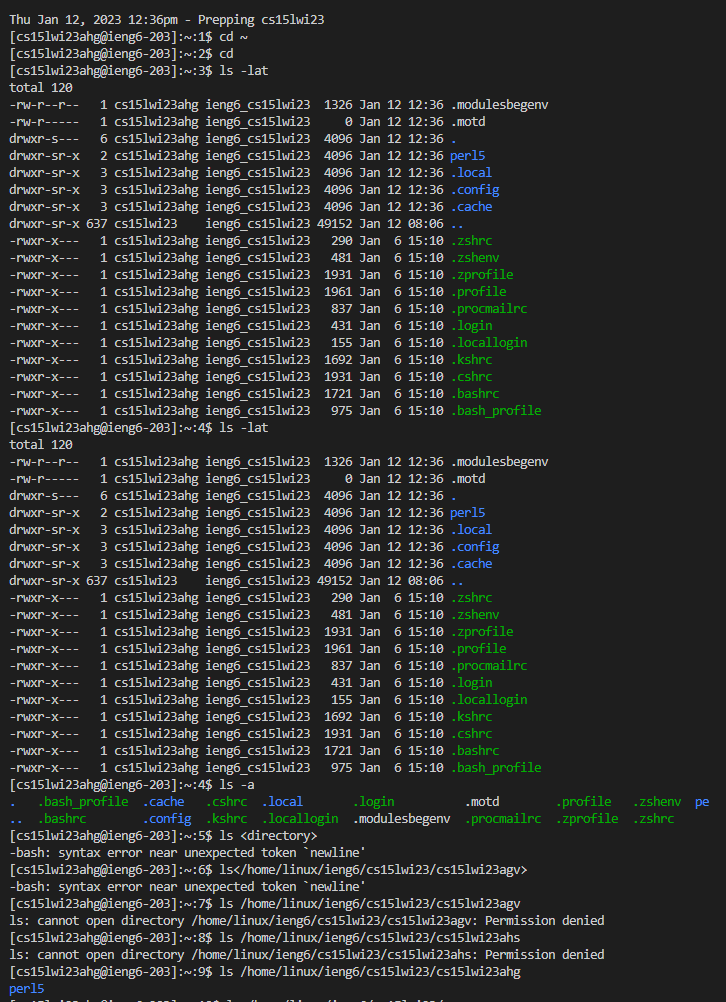 Thu Jan 12, 2023 12:36pm - Prepping cs15lwi23
[cs15lwi23ahg@ieng6-203]:~:1$ cd ~
[cs15lwi23ahg@ieng6-203]:~:2$ cd
[cs15lwi23ahg@ieng6-203]:~:3$ ls -lat
total 120
-rw-r--r--   1 cs15lwi23ahg ieng6_cs15lwi23  1326 Jan 12 12:36 .modulesbegenv
-rw-r-----   1 cs15lwi23ahg ieng6_cs15lwi23     0 Jan 12 12:36 .motd
drwxr-s---   6 cs15lwi23ahg ieng6_cs15lwi23  4096 Jan 12 12:36 .
drwxr-sr-x   2 cs15lwi23ahg ieng6_cs15lwi23  4096 Jan 12 12:36 perl5
drwxr-sr-x   3 cs15lwi23ahg ieng6_cs15lwi23  4096 Jan 12 12:36 .local
drwxr-sr-x   3 cs15lwi23ahg ieng6_cs15lwi23  4096 Jan 12 12:36 .config
drwxr-sr-x   3 cs15lwi23ahg ieng6_cs15lwi23  4096 Jan 12 12:36 .cache
drwxr-sr-x 637 cs15lwi23    ieng6_cs15lwi23 49152 Jan 12 08:06 ..
-rwxr-x---   1 cs15lwi23ahg ieng6_cs15lwi23   290 Jan  6 15:10 .zshrc
-rwxr-x---   1 cs15lwi23ahg ieng6_cs15lwi23   481 Jan  6 15:10 .zshenv
-rwxr-x---   1 cs15lwi23ahg ieng6_cs15lwi23  1931 Jan  6 15:10 .zprofile
-rwxr-x---   1 cs15lwi23ahg ieng6_cs15lwi23  1961 Jan  6 15:10 .profile
-rwxr-x---   1 cs15lwi23ahg ieng6_cs15lwi23   837 Jan  6 15:10 .procmailrc
-rwxr-x---   1 cs15lwi23ahg ieng6_cs15lwi23   431 Jan  6 15:10 .login
-rwxr-x---   1 cs15lwi23ahg ieng6_cs15lwi23   155 Jan  6 15:10 .locallogin
-rwxr-x---   1 cs15lwi23ahg ieng6_cs15lwi23  1692 Jan  6 15:10 .kshrc
-rwxr-x---   1 cs15lwi23ahg ieng6_cs15lwi23  1931 Jan  6 15:10 .cshrc
-rwxr-x---   1 cs15lwi23ahg ieng6_cs15lwi23  1721 Jan  6 15:10 .bashrc
-rwxr-x---   1 cs15lwi23ahg ieng6_cs15lwi23   975 Jan  6 15:10 .bash_profile
[cs15lwi23ahg@ieng6-203]:~:4$ ls -lat
total 120
-rw-r--r--   1 cs15lwi23ahg ieng6_cs15lwi23  1326 Jan 12 12:36 .modulesbegenv
-rw-r-----   1 cs15lwi23ahg ieng6_cs15lwi23     0 Jan 12 12:36 .motd
drwxr-s---   6 cs15lwi23ahg ieng6_cs15lwi23  4096 Jan 12 12:36 .
drwxr-sr-x   2 cs15lwi23ahg ieng6_cs15lwi23  4096 Jan 12 12:36 perl5
drwxr-sr-x   3 cs15lwi23ahg ieng6_cs15lwi23  4096 Jan 12 12:36 .local
drwxr-sr-x   3 cs15lwi23ahg ieng6_cs15lwi23  4096 Jan 12 12:36 .config
drwxr-sr-x   3 cs15lwi23ahg ieng6_cs15lwi23  4096 Jan 12 12:36 .cache
drwxr-sr-x 637 cs15lwi23    ieng6_cs15lwi23 49152 Jan 12 08:06 ..
-rwxr-x---   1 cs15lwi23ahg ieng6_cs15lwi23   290 Jan  6 15:10 .zshrc
-rwxr-x---   1 cs15lwi23ahg ieng6_cs15lwi23   481 Jan  6 15:10 .zshenv
-rwxr-x---   1 cs15lwi23ahg ieng6_cs15lwi23  1931 Jan  6 15:10 .zprofile
-rwxr-x---   1 cs15lwi23ahg ieng6_cs15lwi23  1961 Jan  6 15:10 .profile
-rwxr-x---   1 cs15lwi23ahg ieng6_cs15lwi23   837 Jan  6 15:10 .procmailrc
-rwxr-x---   1 cs15lwi23ahg ieng6_cs15lwi23   431 Jan  6 15:10 .login
-rwxr-x---   1 cs15lwi23ahg ieng6_cs15lwi23   155 Jan  6 15:10 .locallogin
-rwxr-x---   1 cs15lwi23ahg ieng6_cs15lwi23  1692 Jan  6 15:10 .kshrc
-rwxr-x---   1 cs15lwi23ahg ieng6_cs15lwi23  1931 Jan  6 15:10 .cshrc
-rwxr-x---   1 cs15lwi23ahg ieng6_cs15lwi23  1721 Jan  6 15:10 .bashrc
-rwxr-x---   1 cs15lwi23ahg ieng6_cs15lwi23   975 Jan  6 15:10 .bash_profile
[cs15lwi23ahg@ieng6-203]:~:4$ ls -a
.   .bash_profile  .cache   .cshrc  .local       .login          .motd        .profile   .zshenv  pe
..  .bashrc        .config  .kshrc  .locallogin  .modulesbegenv  .procmailrc  .zprofile  .zshrc
[cs15lwi23ahg@ieng6-203]:~:5$ ls <directory>
-bash: syntax error near unexpected token `newline'
[cs15lwi23ahg@ieng6-203]:~:6$ ls</home/linux/ieng6/cs15lwi23/cs15lwi23agv>
-bash: syntax error near unexpected token `newline'
[cs15lwi23ahg@ieng6-203]:~:7$ ls /home/linux/ieng6/cs15lwi23/cs15lwi23agv
ls: cannot open directory /home/linux/ieng6/cs15lwi23/cs15lwi23agv: Permission denied
[cs15lwi23ahg@ieng6-203]:~:8$ ls /home/linux/ieng6/cs15lwi23/cs15lwi23ahs
ls: cannot open directory /home/linux/ieng6/cs15lwi23/cs15lwi23ahs: Permission denied
[cs15lwi23ahg@ieng6-203]:~:9$ ls /home/linux/ieng6/cs15lwi23/cs15lwi23ahg
perl5